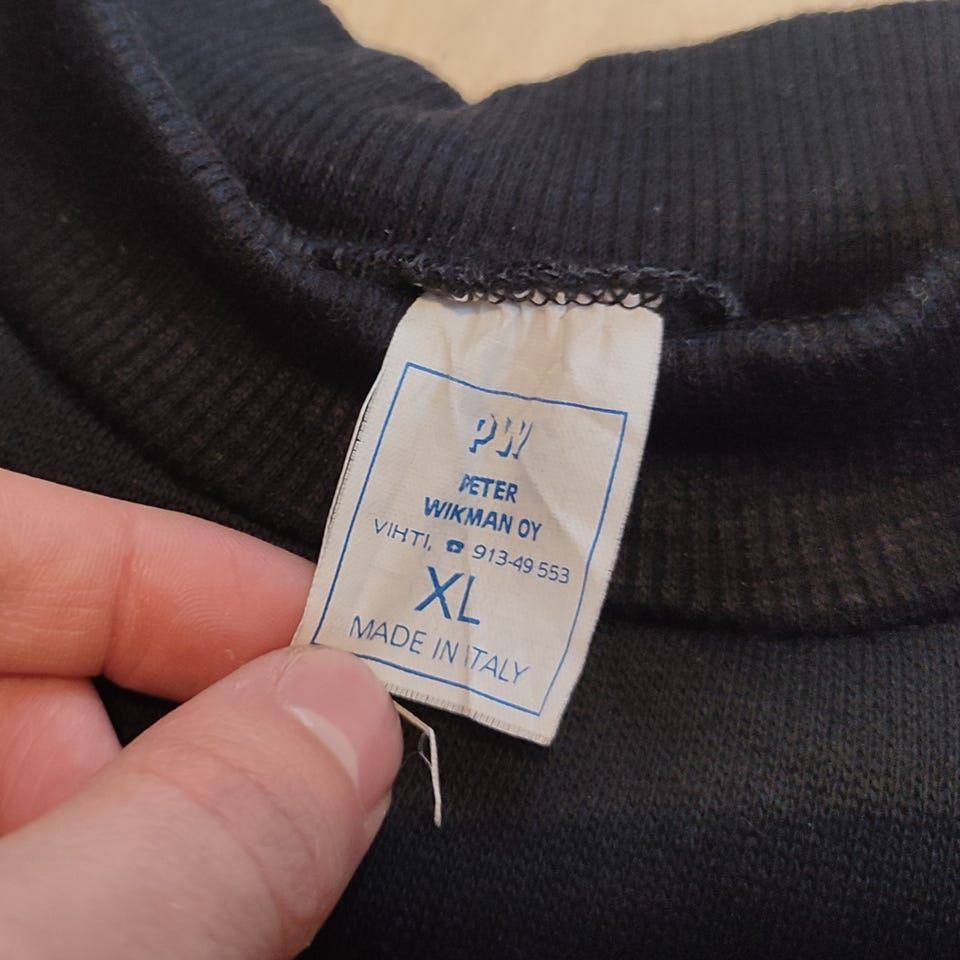 PW
PETER
WIKMAN OY
VIHTI, ☎ 913-49 553
XL
MADE IN ITALY